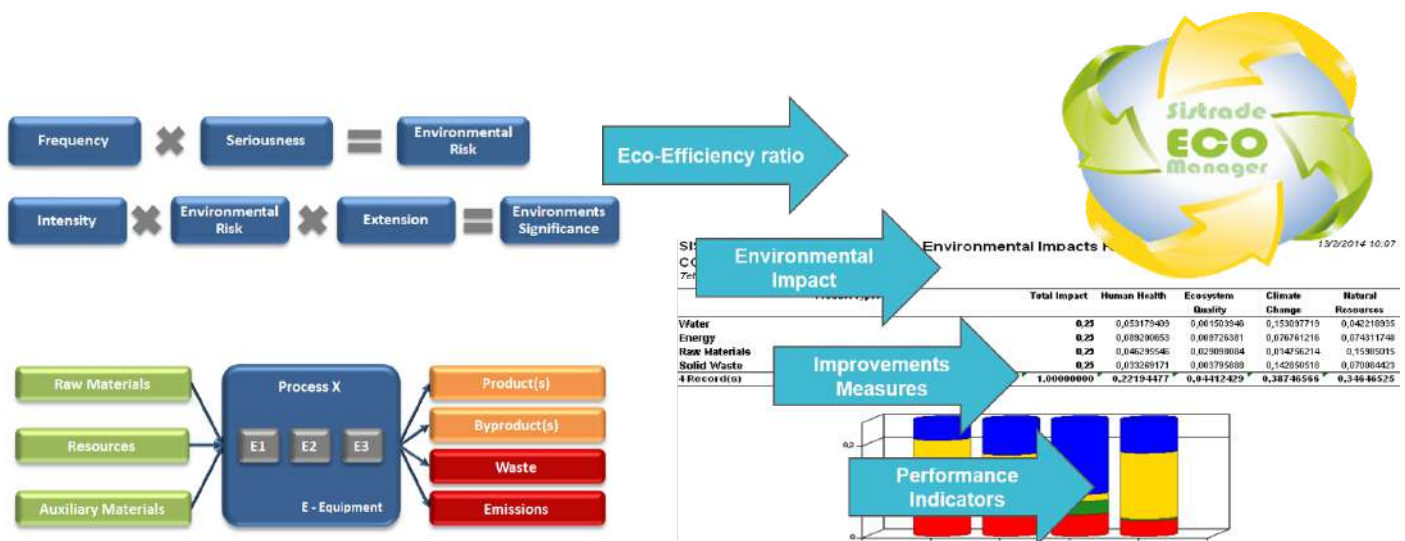 Frequency
Seriousness
Environmental
Risk
Intensity
Environmental
Risk
Extension
Environments
Significance
Raw Materials
Resources
Auxiliary Materials
Process X
E1 E2 E3
E - Equipment
Product(s)
Byproduct(s)
Waste
Emissions
Eco-Efficiency ratio
Environmental
Impact
Improvements
Measures
Performance
Indicators
Sistrade
ECO
Manager
Environmental Impacts
13/2/2014 10:07
Total Impact Human Health Ecosystem Quality Climate Change Natural Resources
Water 0,25 0,053179409 0,001503946 0,153097719 0,042218935
Energy 0,25 0,089200653 0,009726381 0,076761216 0,074311748
Raw Materials 0,25 0,046295546 0,029098084 0,014756214 0,15985015
Solid Waste 0,25 0,033269171 0,003795888 0,142850518 0,070084423
4 Record(s) 1.00000000 0,22194477 0,04412429 0,38746566 0,34646525
0,2
0